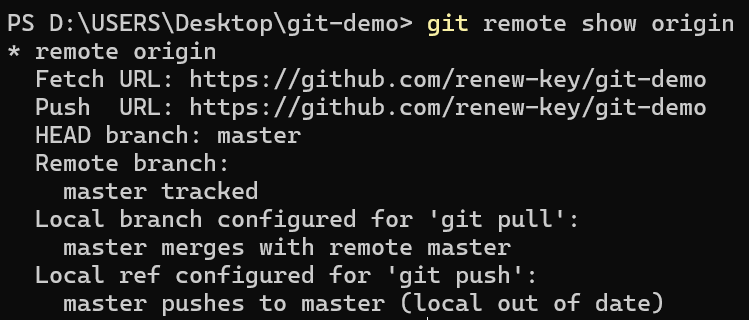 PS D:\USERS\Desktop\git-demo> git remote show origin
* remote origin
  Fetch URL: https://github.com/renew-key/git-demo
  Push  URL: https://github.com/renew-key/git-demo
  HEAD branch: master
  Remote branch:
    master tracked
  Local branch configured for 'git pull':
    master merges with remote master
  Local ref configured for 'git push':
    master pushes to master (local out of date)